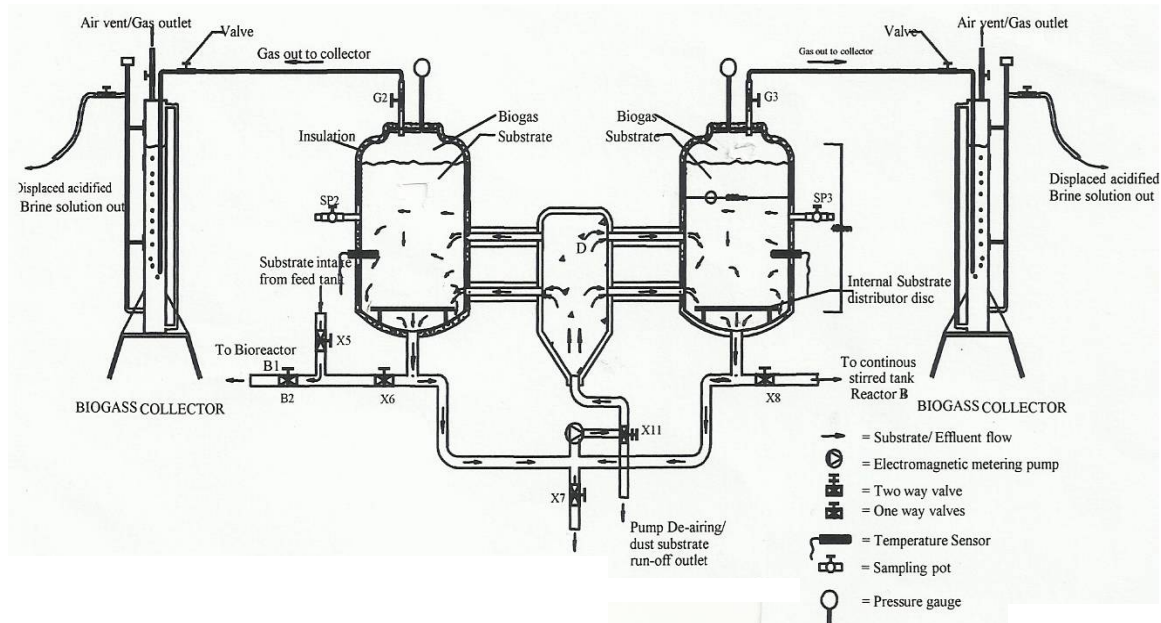 Air vent/Gas outlet
Valve
Gas out to collector
G2
Biogas
Substrate
Insulation
Displaced acidified
Brine solution out
SP2
Substrate intake
from feed tank
X5
To Bioreactor
B1
B2
X6
BIOGASS COLLECTOR
D
X11
X7
Pump De-airing/
dust substrate
run-off outlet
Air vent/Gas outlet
Valve
Gas out to collector
G3
Biogas
Substrate
SP3
Displaced acidified
Brine solution out
Internal Substrate
distributor disc
To continous
stirred tank
Reactor B
X8
BIOGASS COLLECTOR
= Substrate/ Effluent flow
= Electromagnetic metering pump
= Two way valve
= One way valves
= Temperature Sensor
= Sampling pot
= Pressure gauge